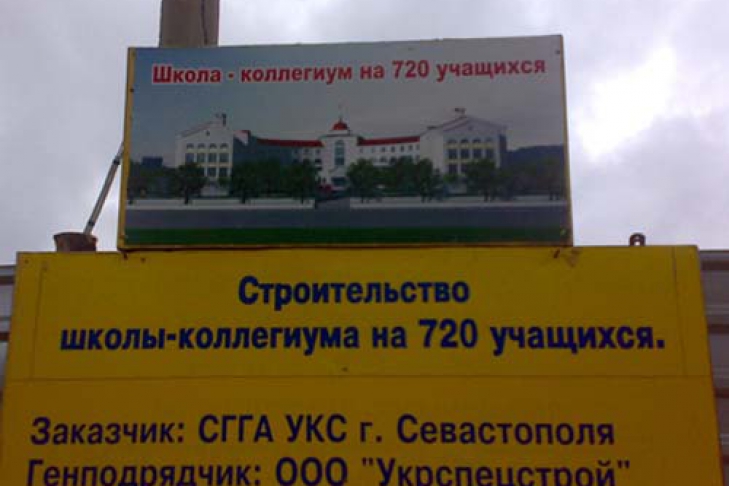 Школа - коллегиум на 720 учащихся
Строительство
школы-коллегиума на 720 учащихся.
Заказчик: СГГА УКС г. Севастополя
Генподрядчик: ООО "Укрспецстрой"